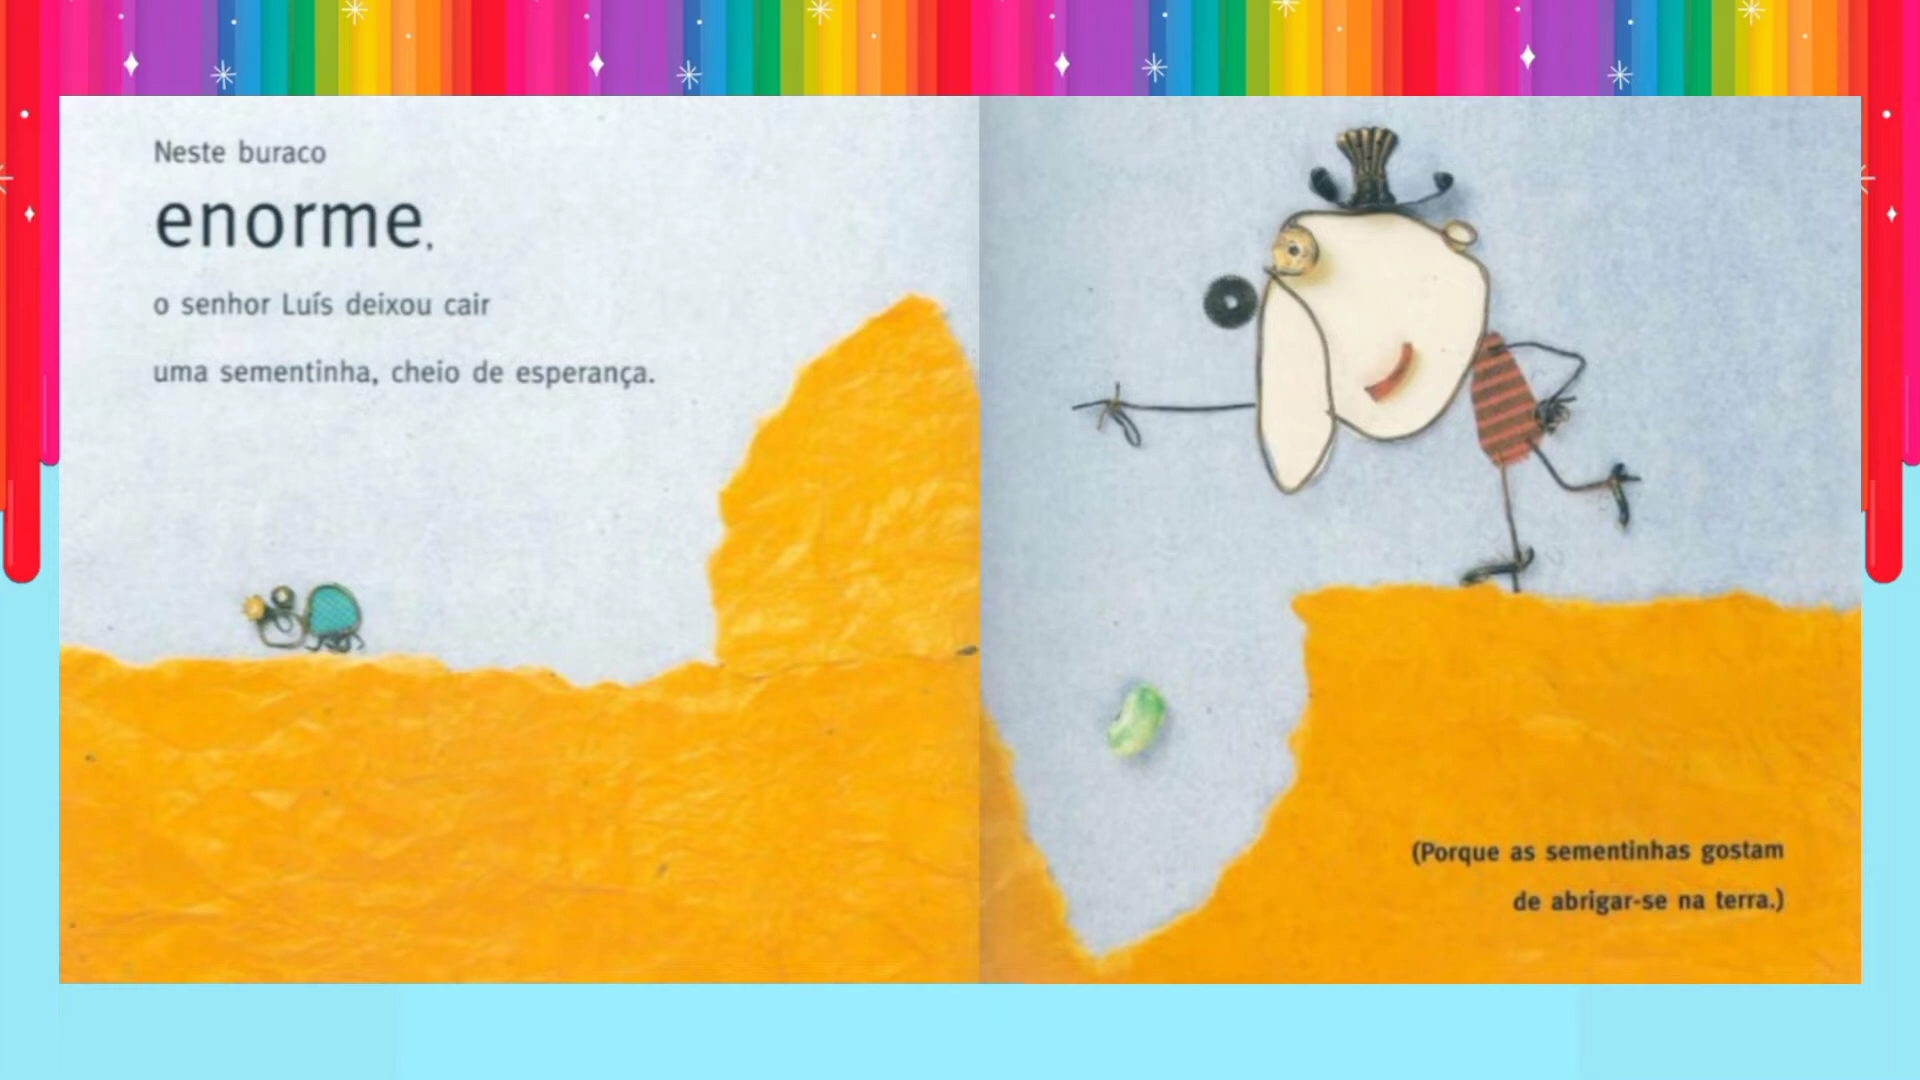 Neste buraco
enorme,
o senhor Luís deixou cair
uma sementinha, cheio de esperança.
(Porque as sementinhas gostam
de abrigar-se na terra.)